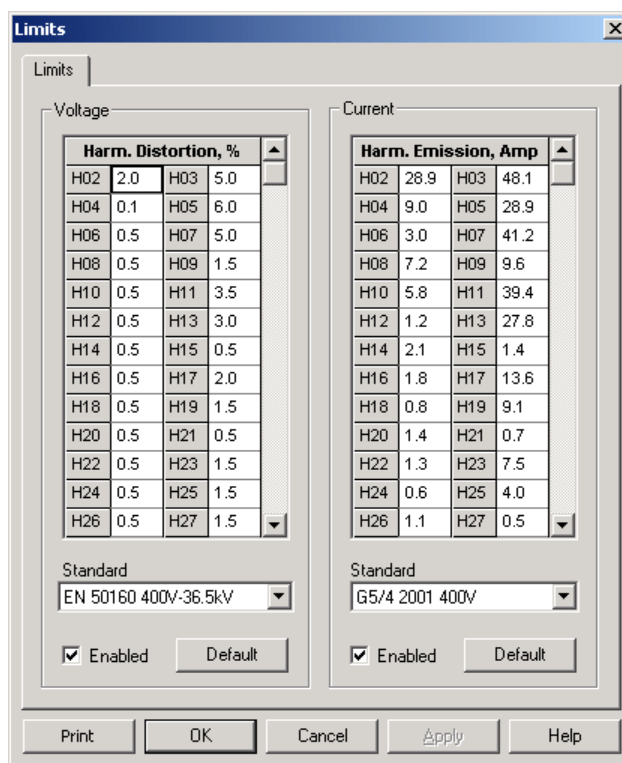 Limits
Limits
Voltage
Harm. Distortion, %
H02 2.0 H03 5.0
H04 0.1 H05 6.0
H06 0.5 H07 5.0
H08 0.5 H09 1.5
H10 0.5 H11 3.5
H12 0.5 H13 3.0
H14 0.5 H15 0.5
H16 0.5 H17 2.0
H18 0.5 H19 1.5
H20 0.5 H21 0.5
H22 0.5 H23 1.5
H24 0.5 H25 1.5
H26 0.5 H27 1.5
Standard
EN 50160 400V-36.5kV
Enabled
Default
Current
Harm. Emission, Amp
H02 28.9 H03 48.1
H04 9.0 H05 28.9
H06 3.0 H07 41.2
H08 7.2 H09 9.6
H10 5.8 H11 39.4
H12 1.2 H13 27.8
H14 2.1 H15 1.4
H16 1.8 H17 13.6
H18 0.8 H19 9.1
H20 1.4 H21 0.7
H22 1.3 H23 7.5
H24 0.6 H25 4.0
H26 1.1 H27 0.5
Standard
G5/4 2001 400V
Enabled
Default
Print
OK
Cancel
Apply
Help